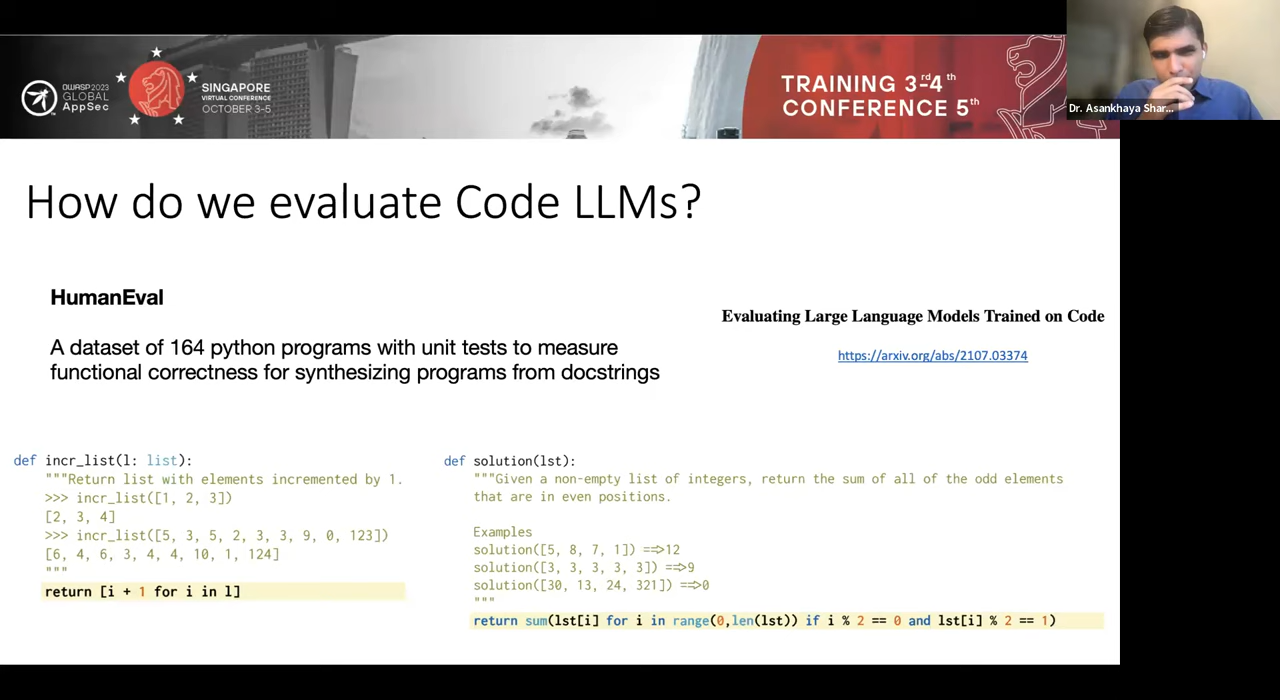 OWASP 2023
GLOBAL
AppSec
SINGAPORE
VIRTUAL CONFERENCE
OCTOBER 3-5
TRAINING 3rd-4th
CONFERENCE 5th
Dr. Asankhaya Shar...
How do we evaluate Code LLMs?
HumanEval
A dataset of 164 python programs with unit tests to measure
functional correctness for synthesizing programs from docstrings
Evaluating Large Language Models Trained on Code
https://arxiv.org/abs/2107.03374
def incr_list(l: list):
"""Return list with elements incremented by 1.
>>> incr_list([1, 2, 3])
[2, 3, 4]
>>> incr_list([5, 3, 5, 2, 3, 3, 9, 0, 123])
[6, 4, 6, 3, 4, 4, 10, 1, 124]
"""
return [i + 1 for i in l]
def solution(lst):
"""Given a non-empty list of integers, return the sum of all of the odd elements
that are in even positions.
Examples
solution([5, 8, 7, 1]) ==>12
solution([3, 3, 3, 3, 3]) ==>9
solution([30, 13, 24, 321]) ==>0
"""
return sum(lst[i] for i in range(0,len(lst)) if i % 2 == 0 and lst[i] % 2 == 1)